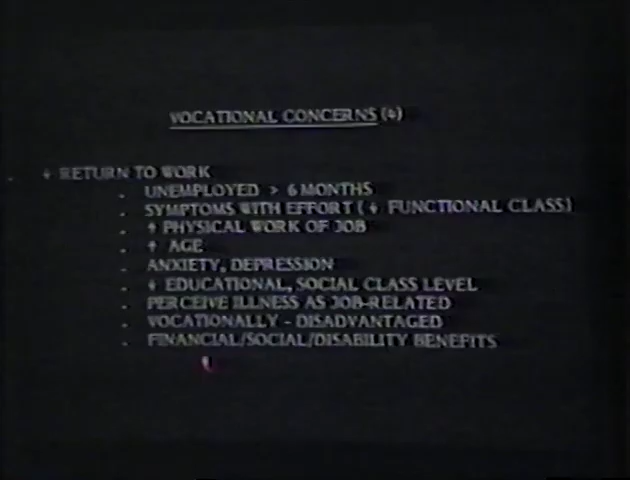 VOCATIONAL CONCERNS (4)
. ↓ RETURN TO WORK
. UNEMPLOYED > 6 MONTHS
. SYMPTOMS WITH EFFORT (↓ FUNCTIONAL CLASS)
. ↑ PHYSICAL WORK OF JOB
. ↑ AGE
. ANXIETY, DEPRESSION
. ↓ EDUCATIONAL, SOCIAL CLASS LEVEL
. PERCEIVE ILLNESS AS JOB-RELATED
. VOCATIONALLY - DISADVANTAGED
. FINANCIAL/SOCIAL/DISABILITY BENEFITS